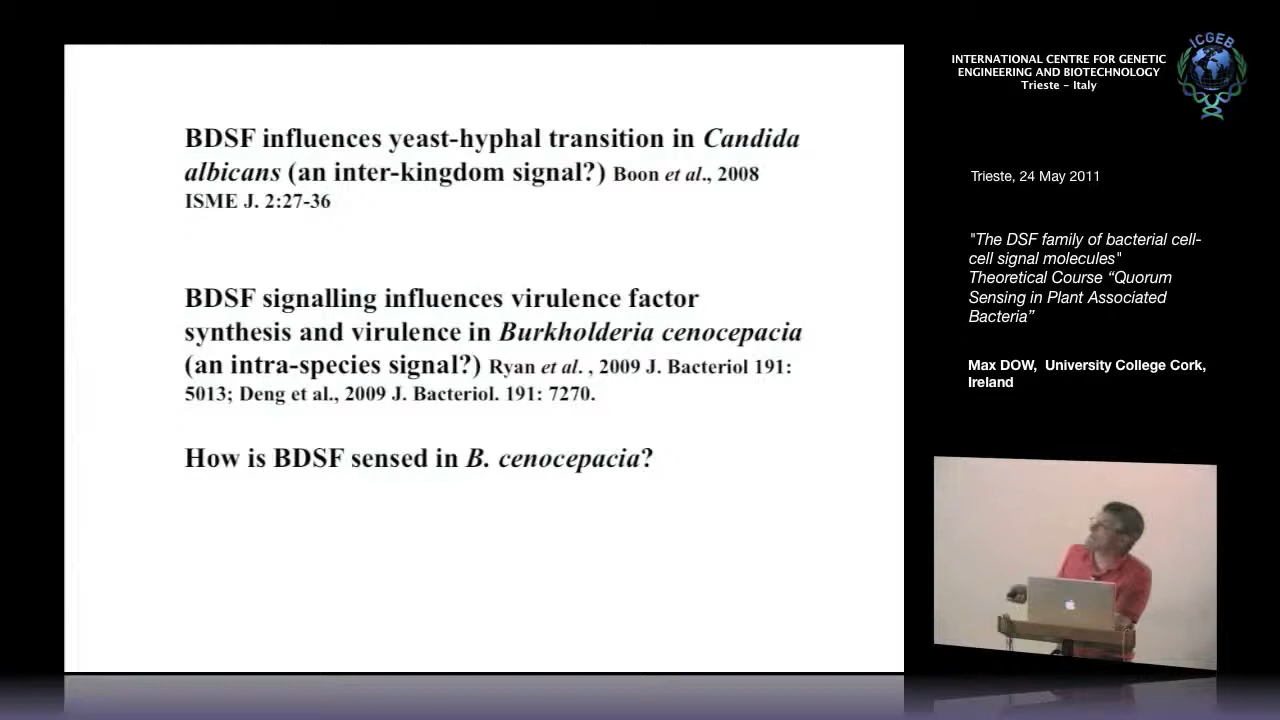 BDSF influences yeast-hyphal transition in Candida
albicans (an inter-kingdom signal?) Boon et al., 2008
ISME J. 2:27-36
BDSF signalling influences virulence factor
synthesis and virulence in Burkholderia cenocepacia
(an intra-species signal?) Ryan et al. , 2009 J. Bacteriol 191:
5013; Deng et al., 2009 J. Bacteriol. 191: 7270.
How is BDSF sensed in B. cenocepacia?
INTERNATIONAL CENTRE FOR GENETIC
ENGINEERING AND BIOTECHNOLOGY
Trieste - Italy
ICGEB
Trieste, 24 May 2011
"The DSF family of bacterial cell-
cell signal molecules"
Theoretical Course “Quorum
Sensing in Plant Associated
Bacteria”
Max DOW,  University College Cork,
Ireland